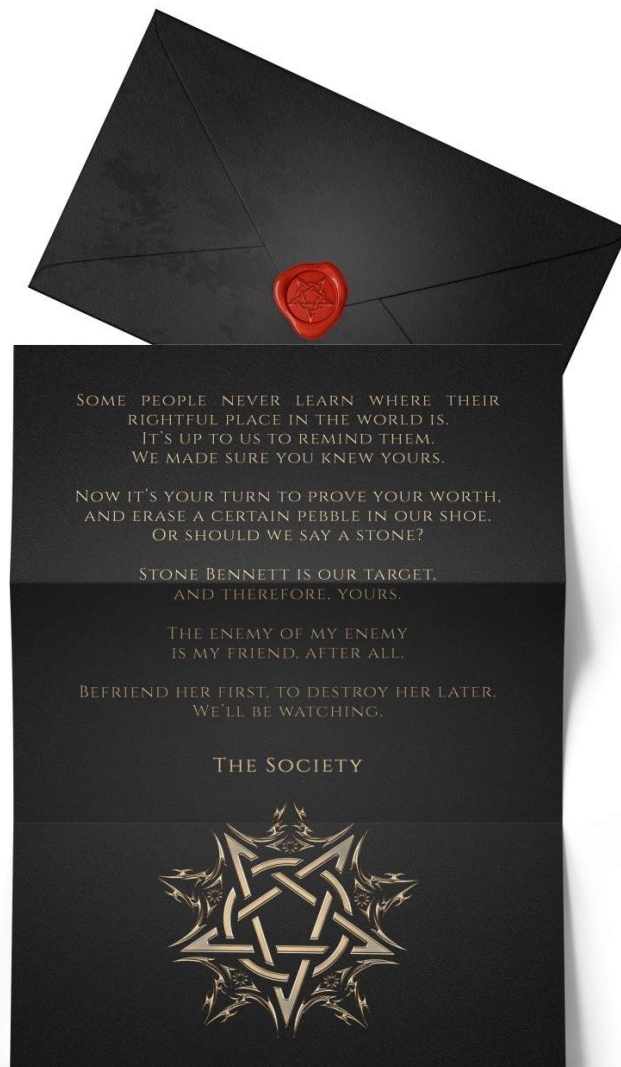 Some people never learn where their
rightful place in the world is.
It's up to us to remind them.
We made sure you knew yours.
Now it's your turn to prove your worth,
and erase a certain pebble in our shoe.
Or should we say a stone?
Stone Bennett is our target,
and therefore, yours.
The enemy of my enemy
is my friend, after all.
Befriend her first, to destroy her later.
We'll be watching.
The Society